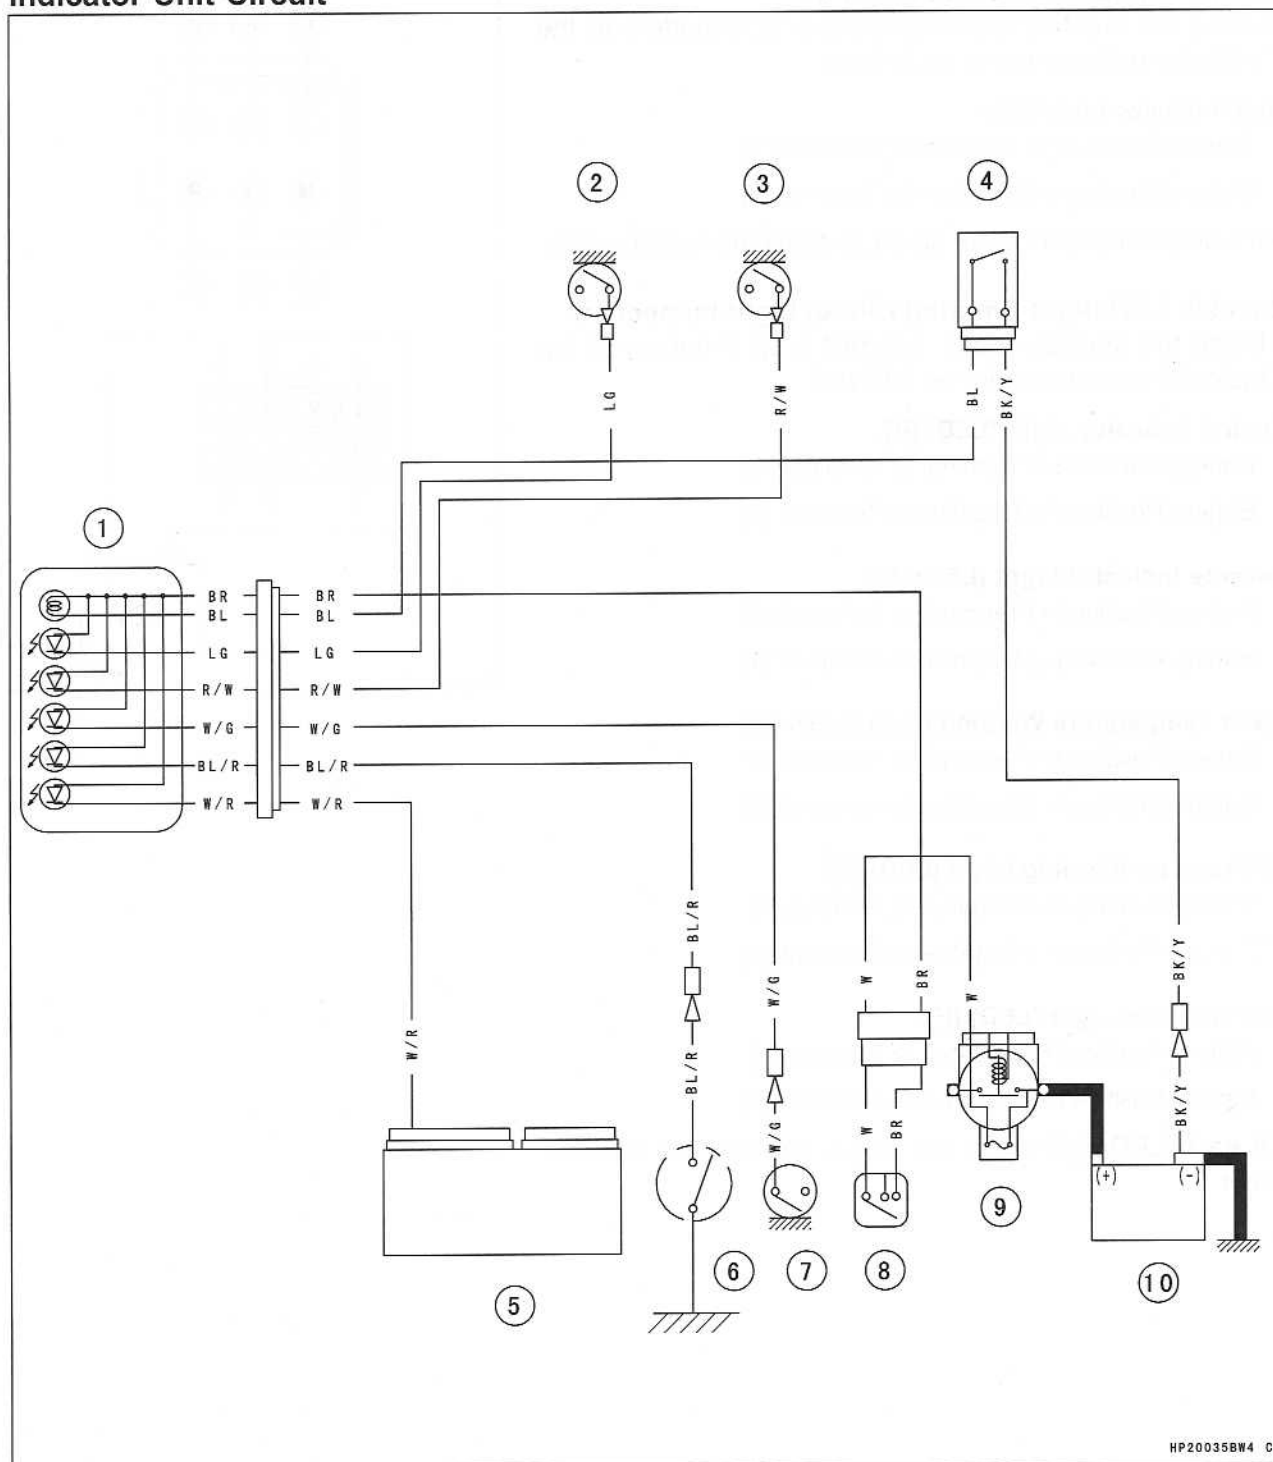 Indicator Unit Circuit
2
3
4
LG
R/W
BL
BK/Y
1
BR
BR
BL
BL
LG
LG
R/W
R/W
W/G
W/G
BL/R
BL/R
W/R
W/R
BL/R
W/G
W
BR
W
BK/Y
W/R
BL/R
W/G
W
BR
BK/Y
(+)
(-)
5
6
7
8
9
10
HP20035BW4 C